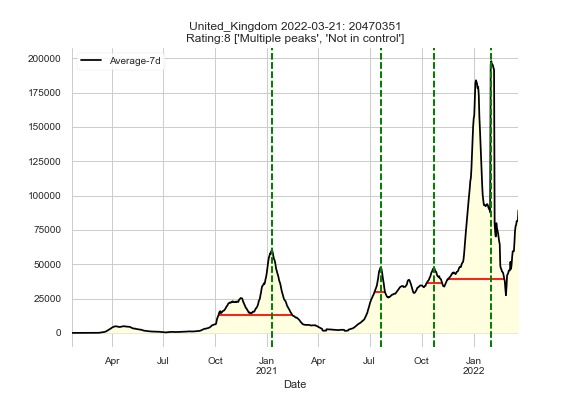 United_Kingdom 2022-03-21: 20470351
Rating:8 ['Multiple peaks', 'Not in control']
Average-7d
200000
175000
150000
125000
100000
75000
50000
25000
0
Apr Jul Oct Jan Apr Jul Oct Jan
2021 2022
Date